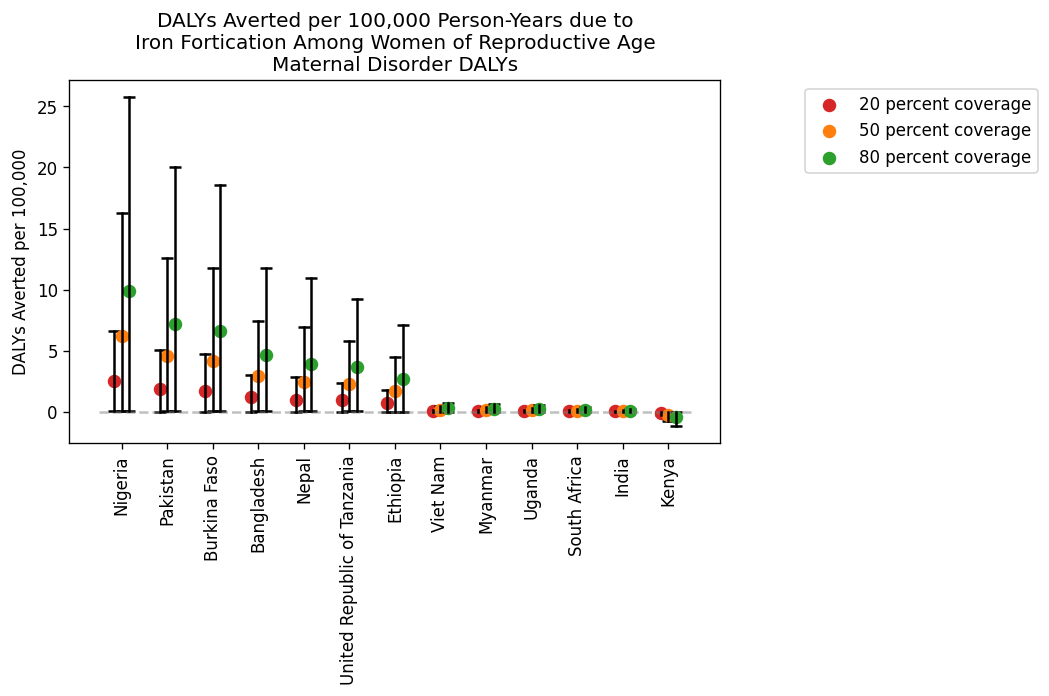 DALYs Averted per 100,000 Person-Years due to
Iron Fortication Among Women of Reproductive Age
Maternal Disorder DALYs
20 percent coverage
50 percent coverage
80 percent coverage
DALYs Averted per 100,000
25
20
15
10
5
0
Nigeria
Pakistan
Burkina Faso
Bangladesh
Nepal
United Republic of Tanzania
Ethiopia
Viet Nam
Myanmar
Uganda
South Africa
India
Kenya